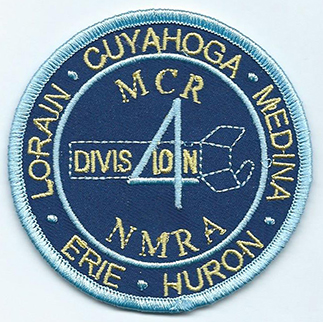 LORAIN · CUYAHOGA · MEDINA · HURON · ERIE ·
MCR
DIVISION
4
NMRA